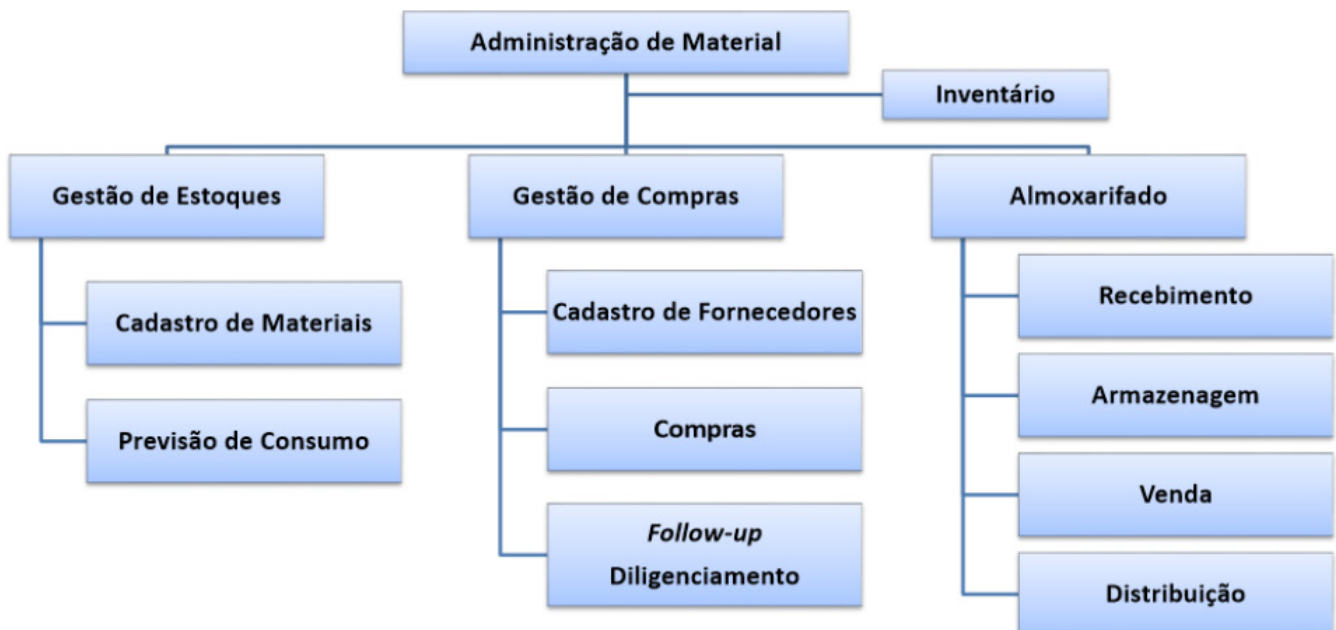 Administração de Material
Inventário
Gestão de Estoques
Gestão de Compras
Almoxarifado
Cadastro de Materiais
Previsão de Consumo
Cadastro de Fornecedores
Compras
Follow-up
Diligenciamento
Recebimento
Armazenagem
Venda
Distribuição